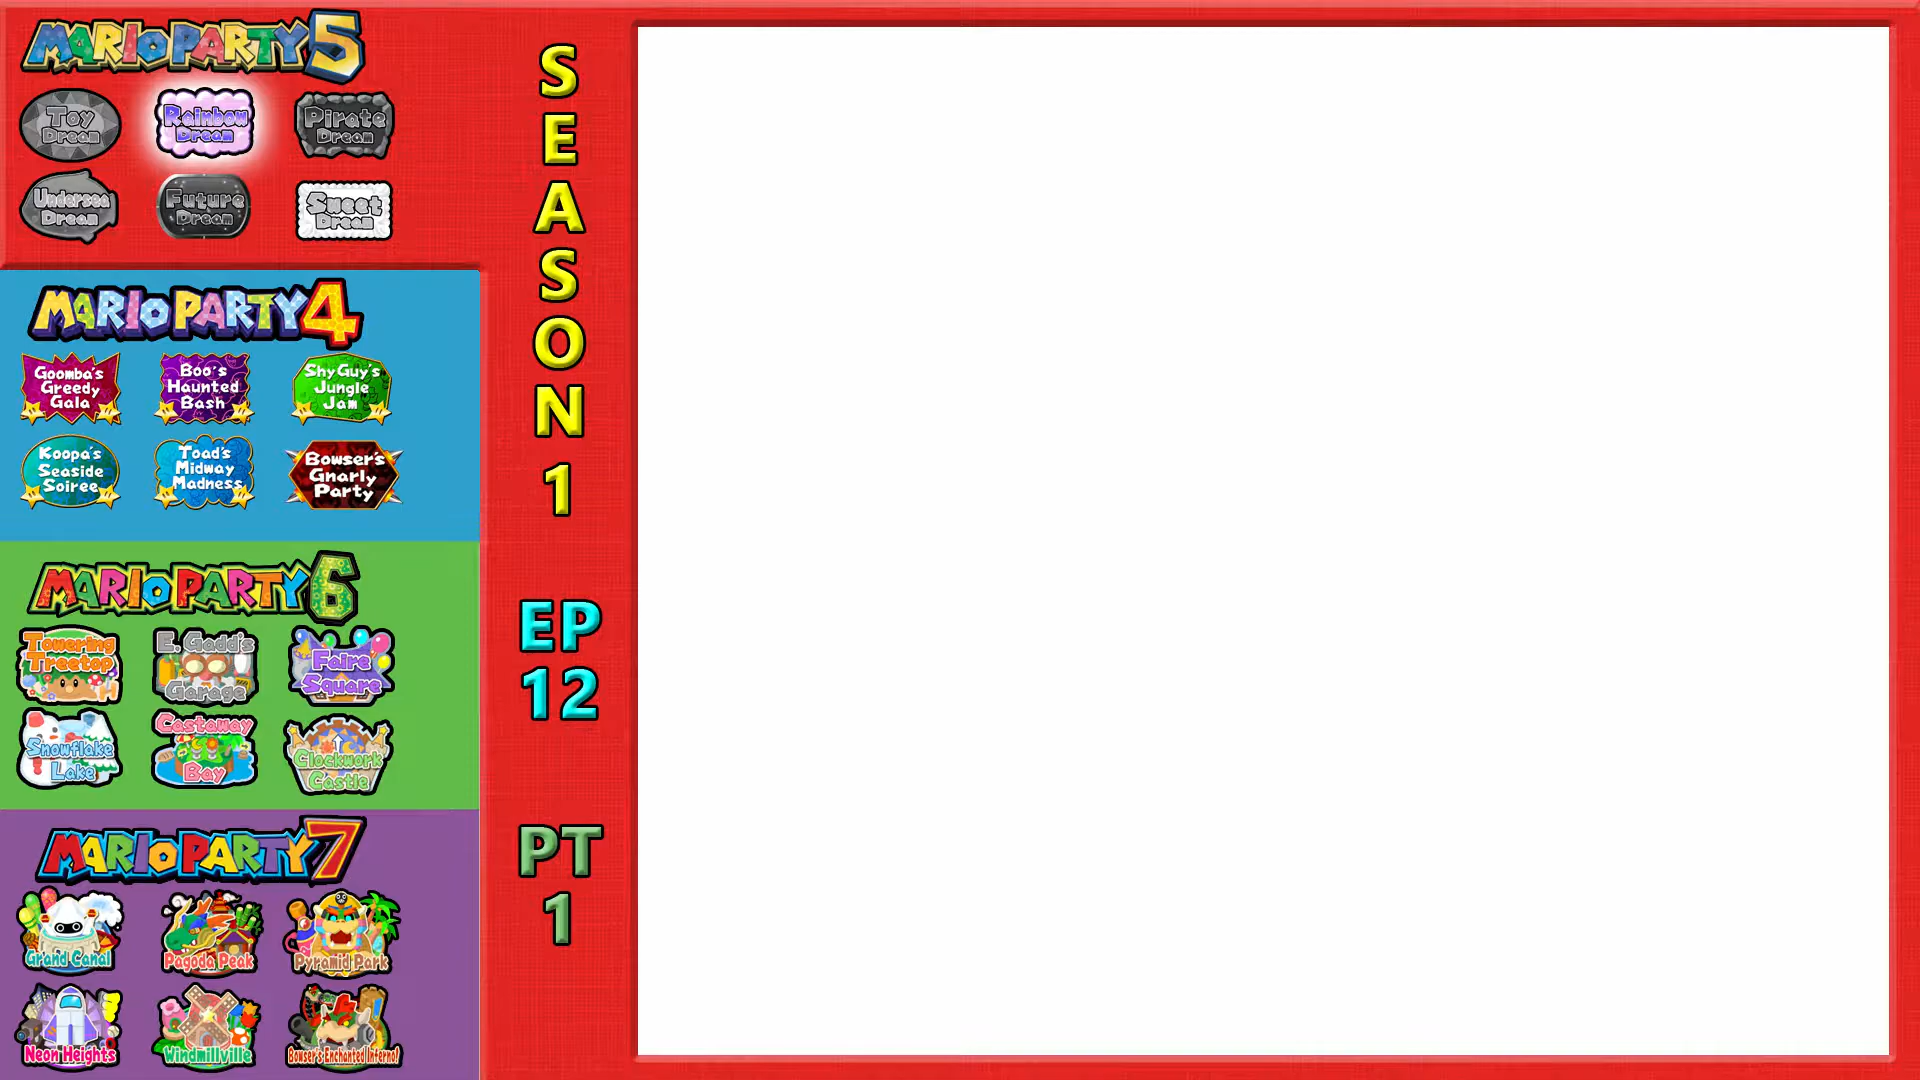 MARIO PARTY 5
Toy
Dream
Rainbow
Dream
Pirate
Dream
Undersea
Dream
Future
Dream
Sweet
Dream
MARIO PARTY 4
Goomba's
Greedy
Gala
Boo's
Haunted
Bash
Shy Guy's
Jungle
Jam
Koopa's
Seaside
Soiree
Toad's
Midway
Madness
Bowser's
Gnarly
Party
MARIO PARTY 6
Towering
Treetop
E. Gadd's
Garage
Faire
Square
Snowflake
Lake
Castaway
Bay
Clockwork
Castle
MARIO PARTY 7
Grand Canal
Pagoda Peak
Pyramid Park
Neon Heights
Windmillville
Bowser's Enchanted Inferno!
S
E
A
S
O
N
1
EP
12
PT
1